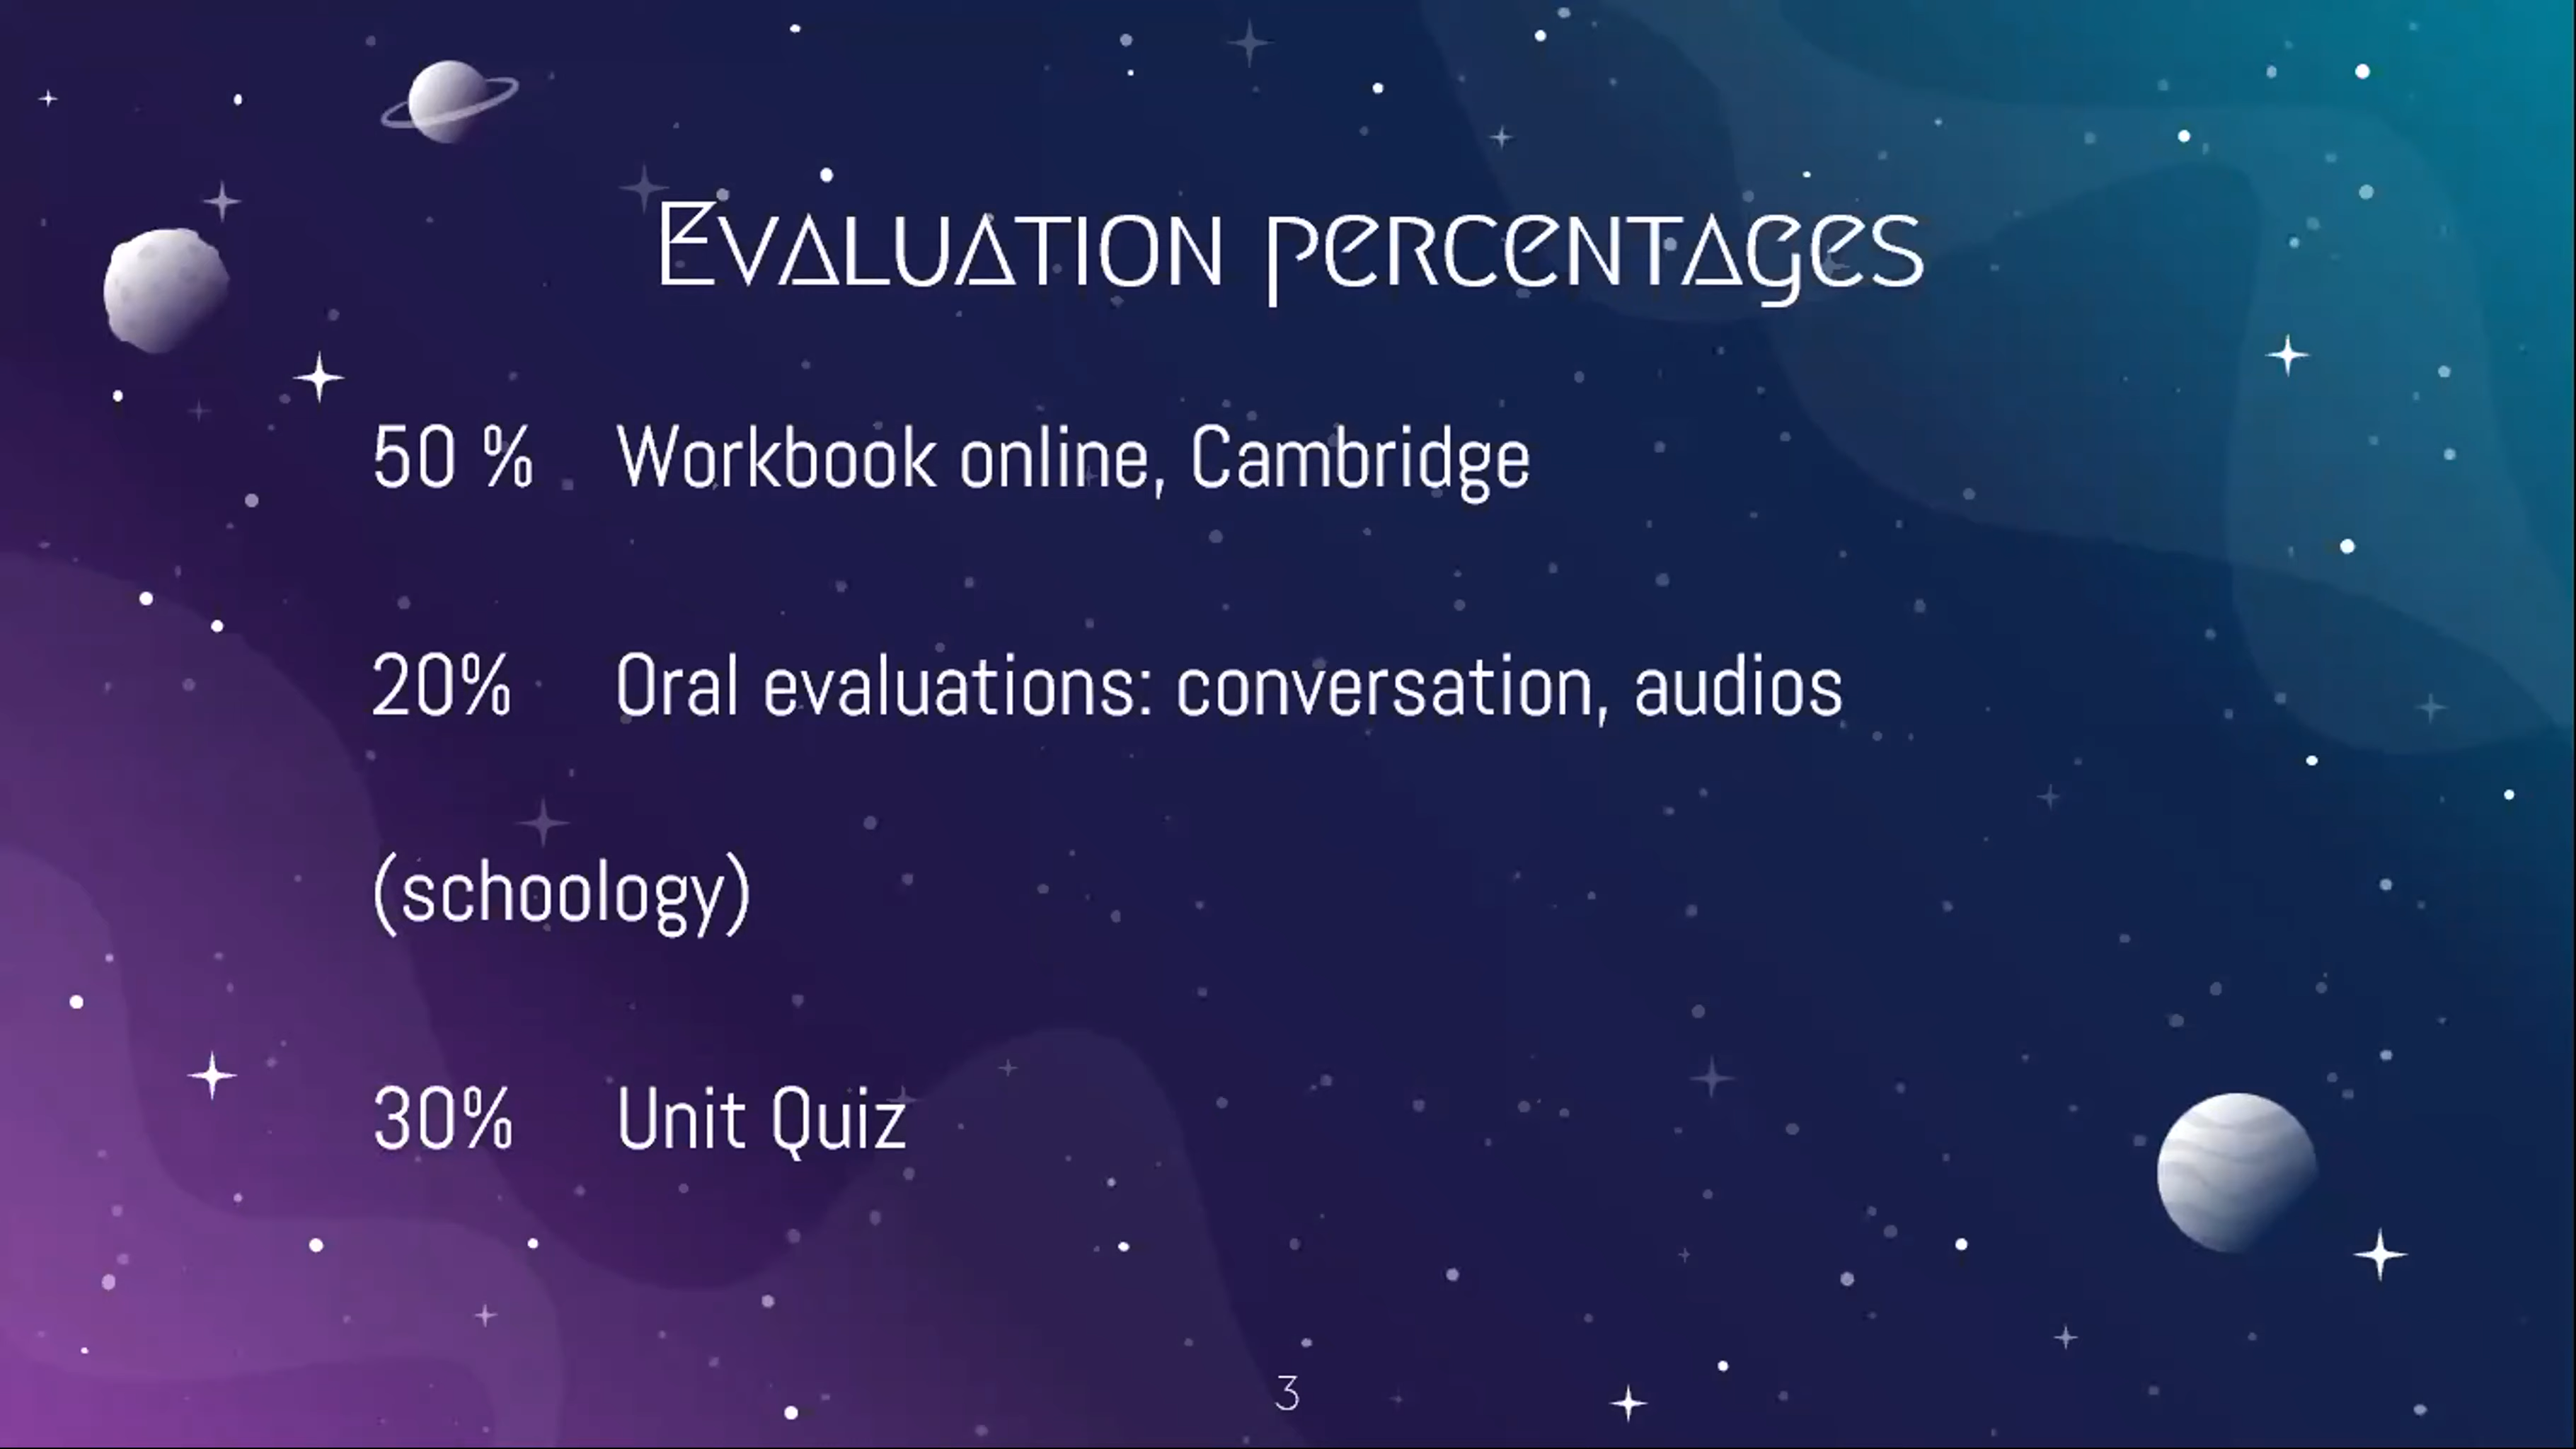 Evaluation percentages
50 % Workbook online, Cambridge
20% Oral evaluations: conversation, audios
(schoology)
30% Unit Quiz
3